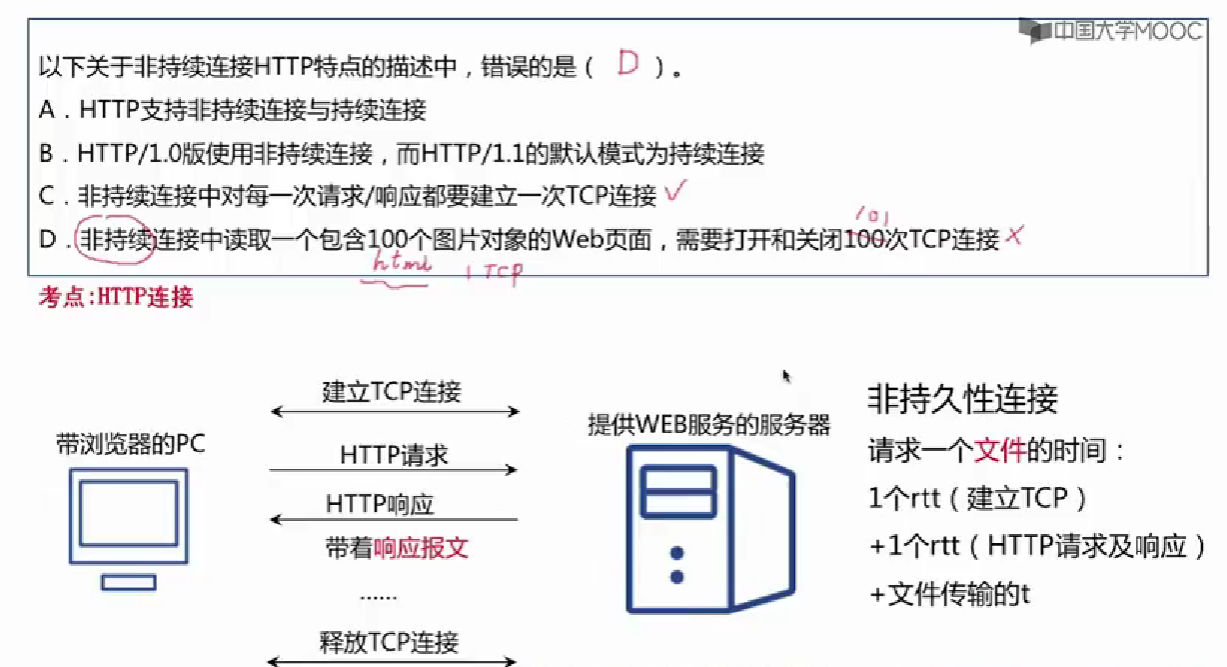 中国大学MOOC
以下关于非持续连接HTTP特点的描述中，错误的是（ D ）。
A．HTTP支持非持续连接与持续连接
B．HTTP/1.0版使用非持续连接，而HTTP/1.1的默认模式为持续连接
C．非持续连接中对每一次请求/响应都要建立一次TCP连接 ✓
101
D．非持续连接中读取一个包含100个图片对象的Web页面，需要打开和关闭100次TCP连接 ×
html 1 TCP
考点:HTTP连接
建立TCP连接
带浏览器的PC
HTTP请求
HTTP响应
带着响应报文
……
释放TCP连接
提供WEB服务的服务器
非持久性连接
请求一个文件的时间：
1个rtt（建立TCP）
+1个rtt（HTTP请求及响应）
+文件传输的t